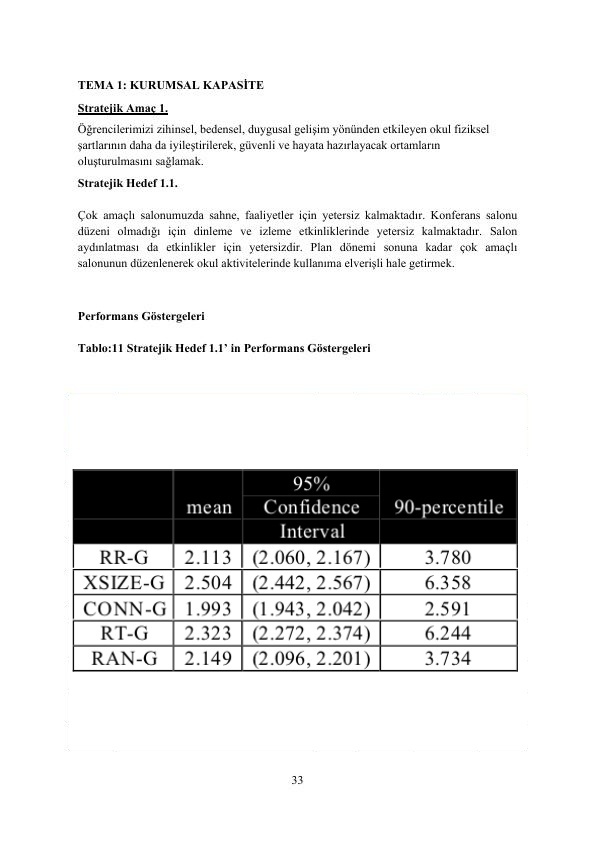 TEMA 1: KURUMSAL KAPASİTE
Stratejik Amaç 1.
Öğrencilerimizi zihinsel, bedensel, duygusal gelişim yönünden etkileyen okul fiziksel
şartlarının daha da iyileştirilerek, güvenli ve hayata hazırlayacak ortamların
oluşturulmasını sağlamak.
Stratejik Hedef 1.1.
Çok amaçlı salonumuzda sahne, faaliyetler için yetersiz kalmaktadır. Konferans salonu
düzeni olmadığı için dinleme ve izleme etkinliklerinde yetersiz kalmaktadır. Salon
aydınlatması da etkinlikler için yetersizdir. Plan dönemi sonuna kadar çok amaçlı
salonunun düzenlenerek okul aktivitelerinde kullanıma elverişli hale getirmek.
Performans Göstergeleri
Tablo:11 Stratejik Hedef 1.1’ in Performans Göstergeleri
mean 95% Confidence Interval 90-percentile
RR-G 2.113 (2.060, 2.167) 3.780
XSIZE-G 2.504 (2.442, 2.567) 6.358
CONN-G 1.993 (1.943, 2.042) 2.591
RT-G 2.323 (2.272, 2.374) 6.244
RAN-G 2.149 (2.096, 2.201) 3.734
33